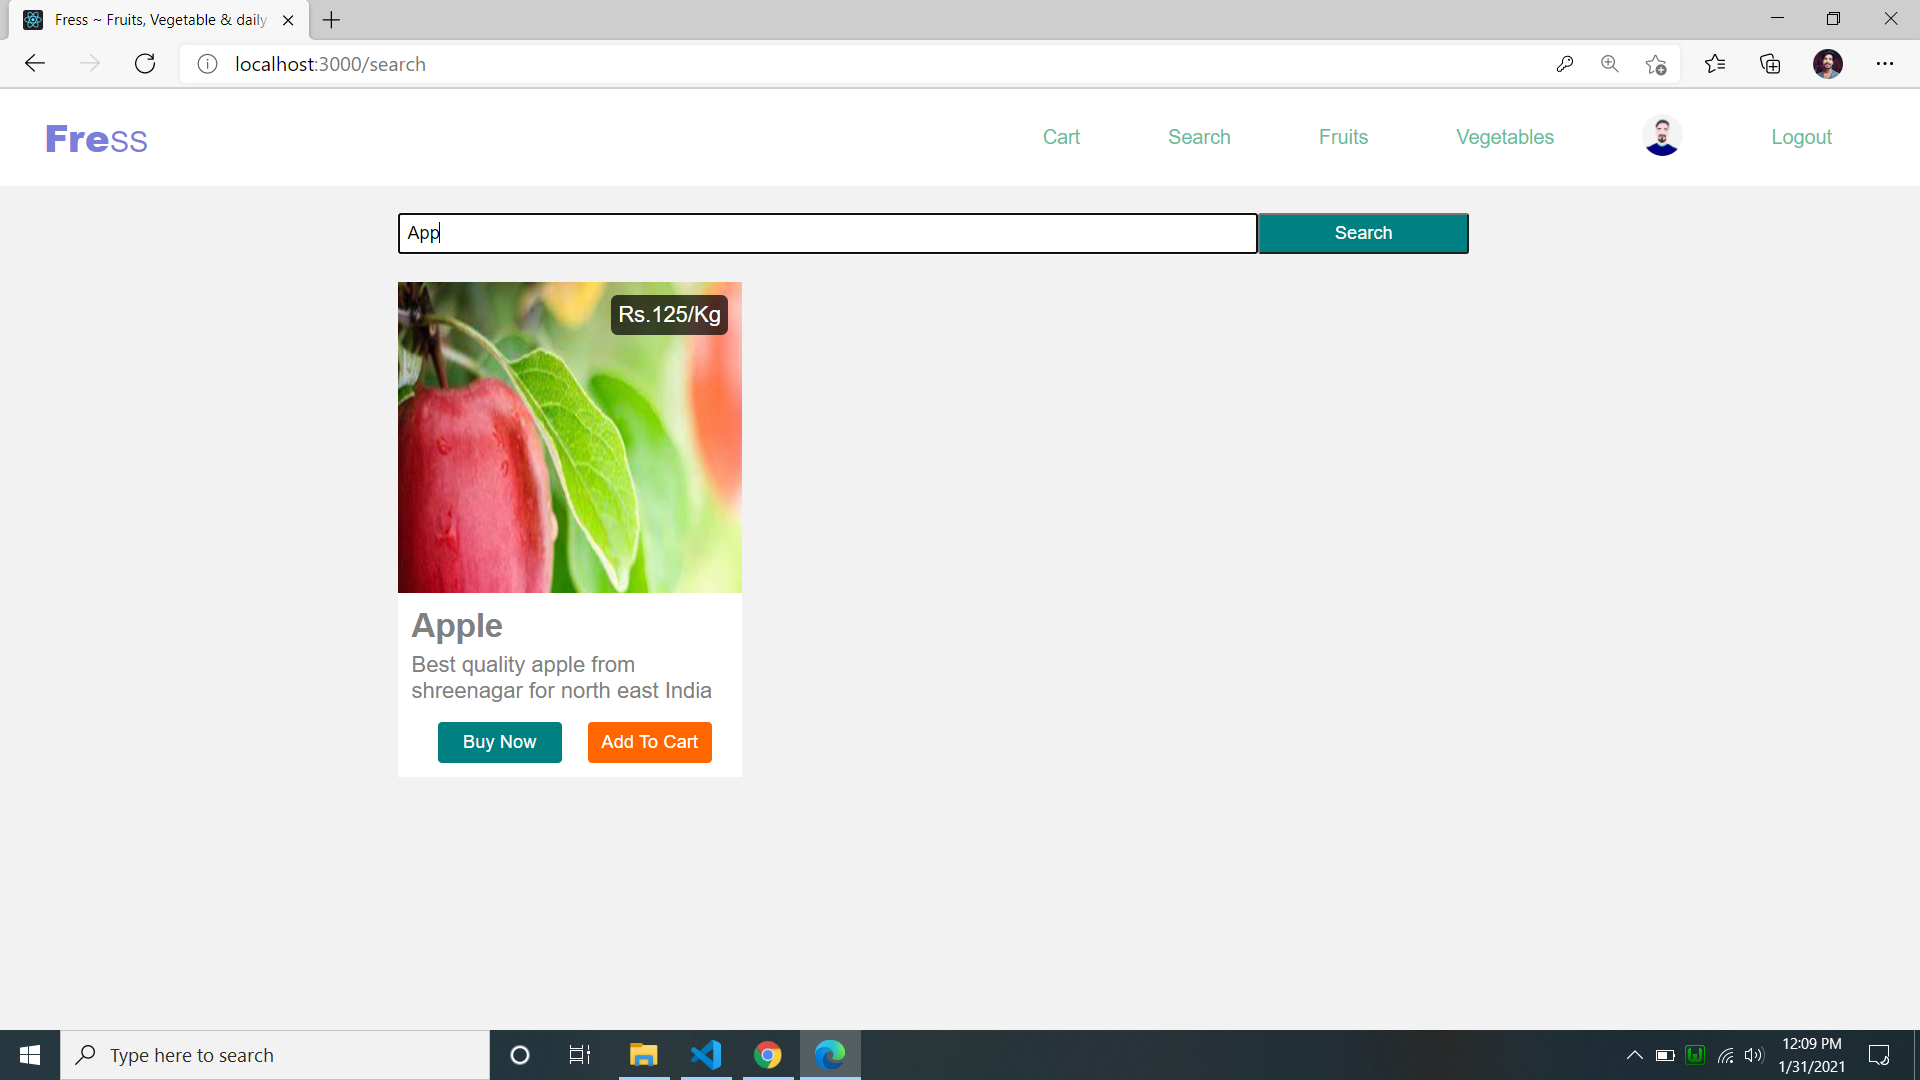 Fress ~ Fruits, Vegetable & daily
localhost:3000/search
Fress
Cart
Search
Fruits
Vegetables
Logout
App
Search
Rs.125/Kg
Apple
Best quality apple from
shreenagar for north east India
Buy Now
Add To Cart
Type here to search
12:09 PM
1/31/2021